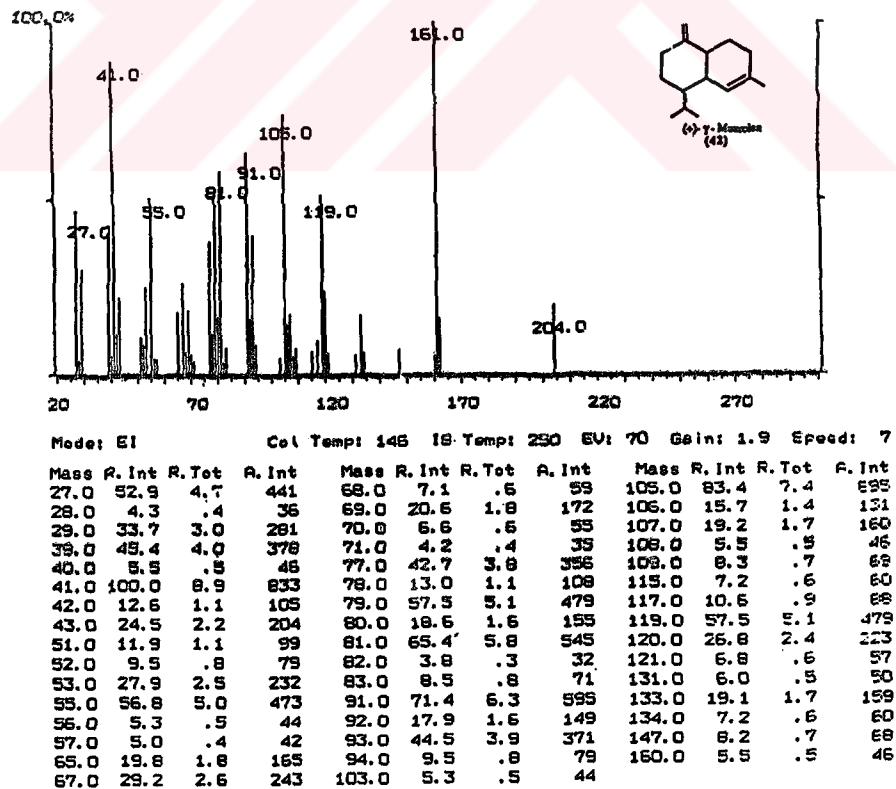 100.0%
161.0
41.0
105.0
91.0
81.0
55.0
119.0
27.0
204.0
(+)-γ-
(42)
20 70 120 170 220 270
Mode: EI Col Temp: 146 IS Temp: 290 EV: 70 Gain: 1.9 Speed: 7
Mass R. Int R. Tot A. Int Mass R. Int R. Tot A. Int Mass R. Int R. Tot A. Int
27.0 52.9 4.7 441 68.0 7.1 .6 59 105.0 83.4 7.4 695
28.0 4.3 .4 36 69.0 20.6 1.8 172 106.0 15.7 1.4 131
29.0 33.7 3.0 281 70.0 6.6 .6 55 107.0 19.2 1.7 160
39.0 45.4 4.0 378 71.0 4.2 .4 35 108.0 5.5 .5 46
40.0 5.5 .5 46 77.0 42.7 3.8 356 109.0 8.3 .7 69
41.0 100.0 8.9 833 78.0 13.0 1.1 108 115.0 7.2 .6 60
42.0 12.6 1.1 105 79.0 57.5 5.1 479 117.0 10.6 .9 88
43.0 24.5 2.2 204 80.0 18.6 1.6 155 119.0 57.5 5.1 479
51.0 11.9 1.1 99 81.0 65.4 5.8 545 120.0 26.8 2.4 223
52.0 9.5 .8 79 82.0 3.8 .3 32 121.0 6.8 .6 57
53.0 27.9 2.5 232 83.0 8.5 .8 71 131.0 6.0 .5 50
55.0 56.8 5.0 473 91.0 71.4 6.3 595 133.0 19.1 1.7 159
56.0 5.3 .5 44 92.0 17.9 1.6 149 134.0 7.2 .6 60
57.0 5.0 .4 42 93.0 44.5 3.9 371 147.0 8.2 .7 68
65.0 19.8 1.8 165 94.0 9.5 .8 79 160.0 5.5 .5 46
67.0 29.2 2.6 243 103.0 5.3 .5 44